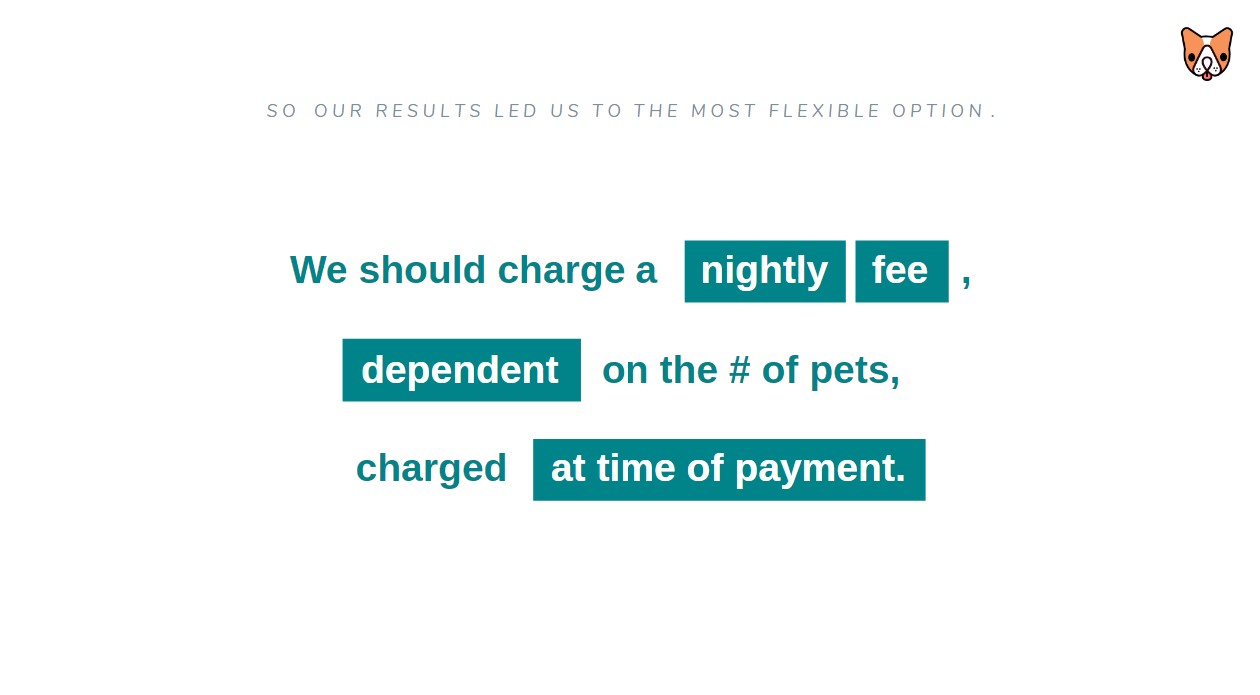 SO OUR RESULTS LED US TO THE MOST FLEXIBLE OPTION.
We should charge a nightly fee ,
dependent on the # of pets,
charged at time of payment.